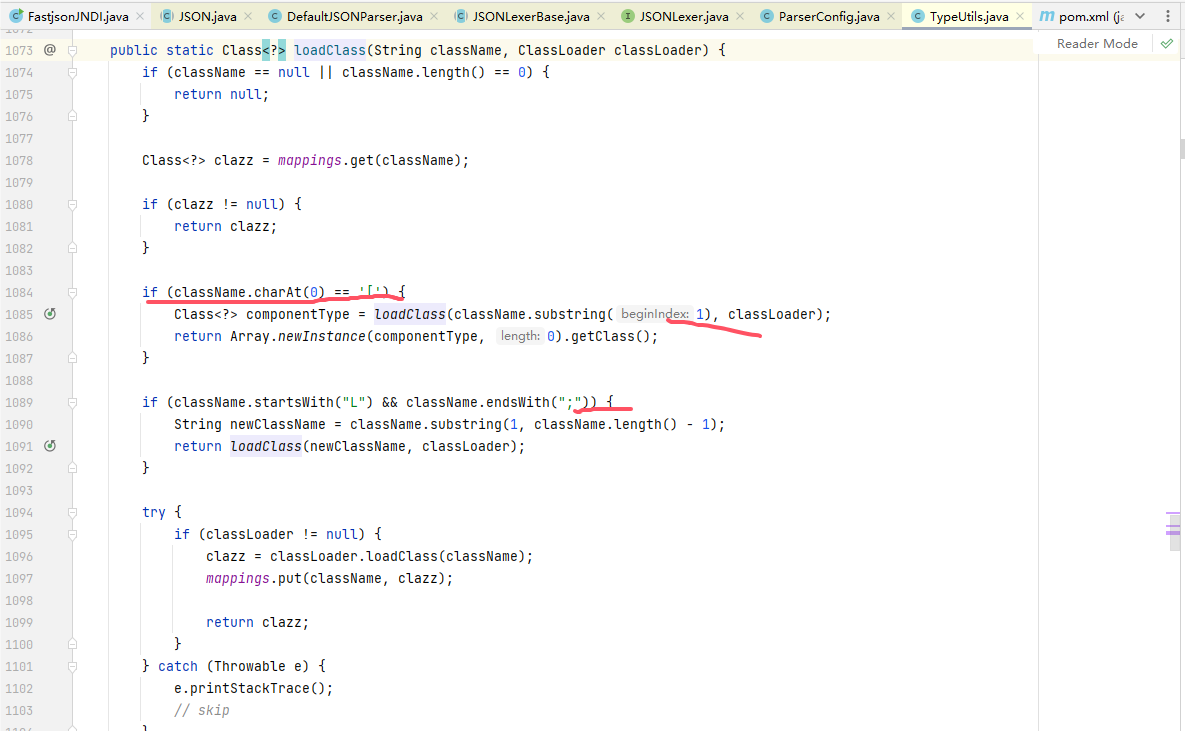 FastjsonJNDI.java JSON.java DefaultJSONParser.java JSONLexerBase.java JSONLexer.java ParserConfig.java TypeUtils.java pom.xml
Reader Mode
1073 @ public static Class<?> loadClass(String className, ClassLoader classLoader) {
1074 if (className == null || className.length() == 0) {
1075 return null;
1076 }
1077
1078 Class<?> clazz = mappings.get(className);
1079
1080 if (clazz != null) {
1081 return clazz;
1082 }
1083
1084 if (className.charAt(0) == '[') {
1085 Class<?> componentType = loadClass(className.substring( beginIndex: 1), classLoader);
1086 return Array.newInstance(componentType, length: 0).getClass();
1087 }
1088
1089 if (className.startsWith("L") && className.endsWith(";")) {
1090 String newClassName = className.substring(1, className.length() - 1);
1091 return loadClass(newClassName, classLoader);
1092 }
1093
1094 try {
1095 if (classLoader != null) {
1096 clazz = classLoader.loadClass(className);
1097 mappings.put(className, clazz);
1098
1099 return clazz;
1100 }
1101 } catch (Throwable e) {
1102 e.printStackTrace();
1103 // skip